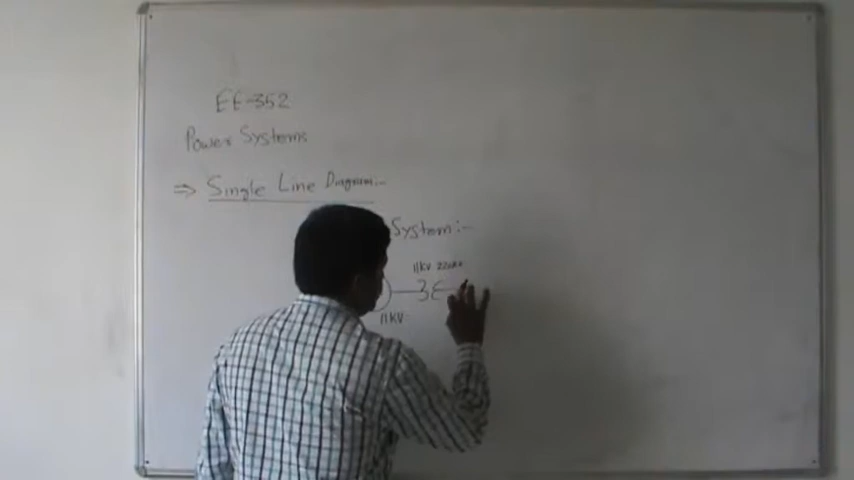 EE-352
Power Systems
⇒ Single Line Diagram...
System:-
11KV 220KV
11KV